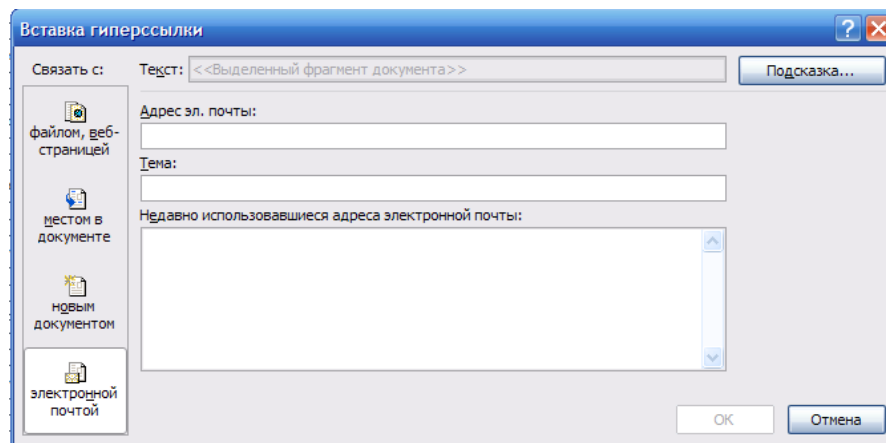 Вставка гиперссылки
Связать с:
Текст: <<Выделенный фрагмент документа>>
Подсказка...
файлом, веб-
страницей
местом в
документе
новым
документом
электронной
почтой
Адрес эл. почты:
Тема:
Недавно использовавшиеся адреса электронной почты:
OK
Отмена